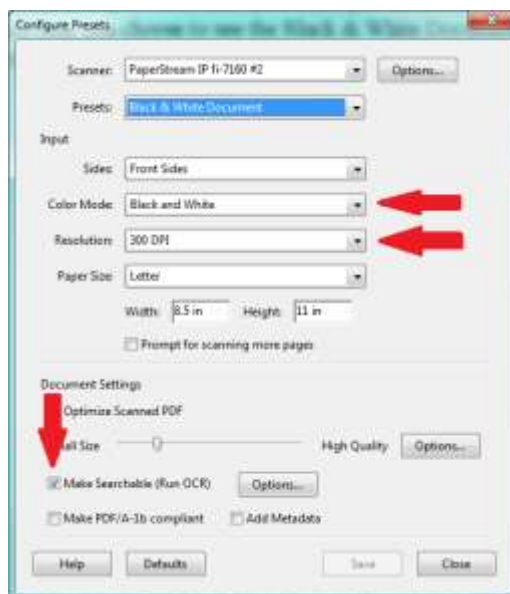 Configure Presets
Scanner: PaperStream IP fi-7160 #2 Options...
Presets: Black & White Document
Input
Sides: Front Sides
Color Mode: Black and White
Resolution: 300 DPI
Paper Size: Letter
Width: 8.5 in Height: 11 in
Prompt for scanning more pages
Document Settings
Optimize Scanned PDF
all Size High Quality Options...
Make Searchable (Run OCR) Options...
Make PDF/A-1b compliant Add Metadata
Help Defaults Save Close